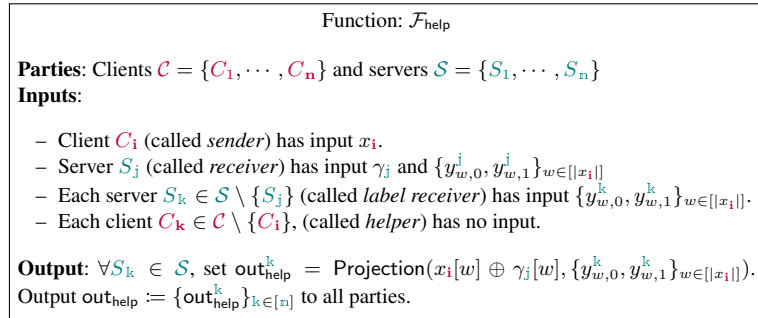 Function: F_help
Parties: Clients C = {C_1, ⋯ , C_n} and servers S = {S_1, ⋯ , S_n}
Inputs:
– Client C_i (called sender) has input x_i.
– Server S_j (called receiver) has input γ_j and {y^j_{w,0}, y^j_{w,1}}_{w∈[|x_i|]}
– Each server S_k ∈ S \ {S_j} (called label receiver) has input {y^k_{w,0}, y^k_{w,1}}_{w∈[|x_i|]}.
– Each client C_k ∈ C \ {C_i}, (called helper) has no input.
Output: ∀S_k ∈ S, set out^k_help = Projection(x_i[w] ⊕ γ_j[w], {y^k_{w,0}, y^k_{w,1}}_{w∈[|x_i|]}).
Output out_help ≔ {out^k_help}_{k∈[n]} to all parties.